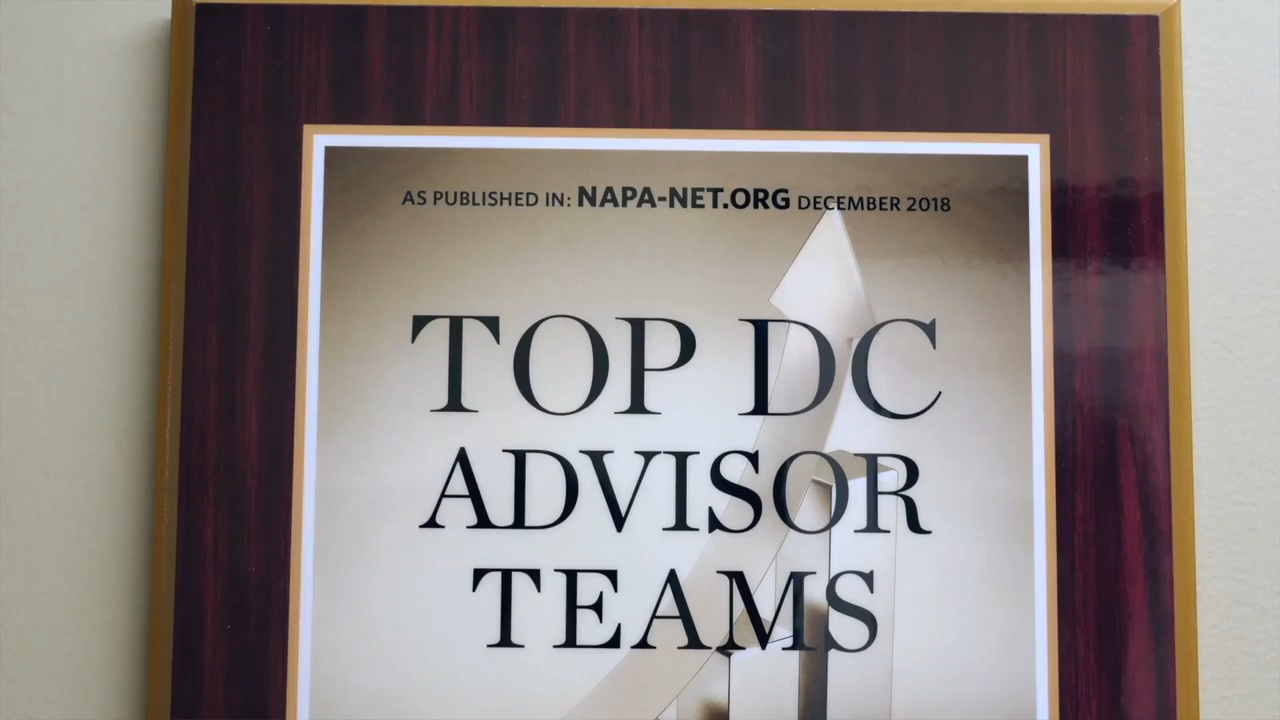 AS PUBLISHED IN: NAPA-NET.ORG DECEMBER 2018
TOP DC
ADVISOR
TEAMS